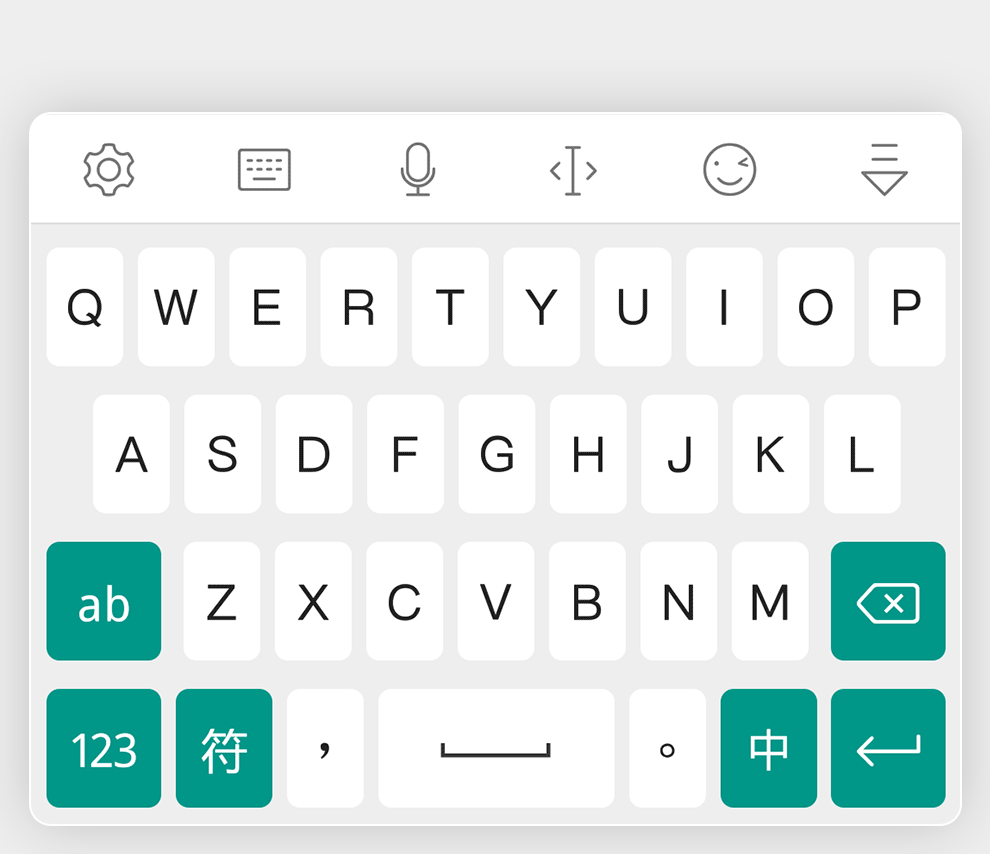 Q W E R T Y U I O P
A S D F G H J K L
ab Z X C V B N M
123 符 , 。 中